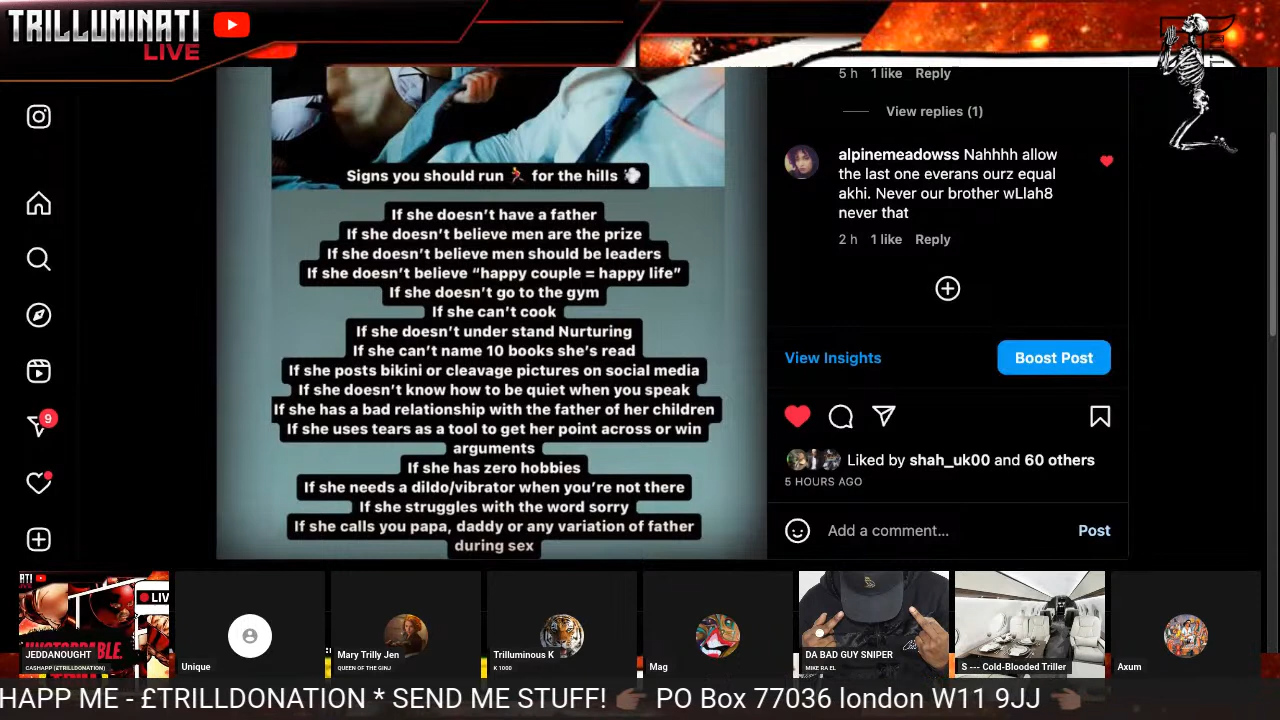 TRILLUMINATI
LIVE
5 h 1 like Reply
View replies (1)
alpinemeadowss Nahhhh allow
the last one everans ourz equal
akhi. Never our brother wLlah8
never that
2 h 1 like Reply
Signs you should run 🏃 for the hills 💨
If she doesn’t have a father
If she doesn’t believe men are the prize
If she doesn’t believe men should be leaders
If she doesn’t believe “happy couple = happy life”
If she doesn’t go to the gym
If she can’t cook
If she doesn’t under stand Nurturing
If she can’t name 10 books she’s read
If she posts bikini or cleavage pictures on social media
If she doesn’t know how to be quiet when you speak
If she has a bad relationship with the father of her children
If she uses tears as a tool to get her point across or win
arguments
If she has zero hobbies
If she needs a dildo/vibrator when you’re not there
If she struggles with the word sorry
If she calls you papa, daddy or any variation of father
during sex
View Insights
Boost Post
9
Liked by shah_uk00 and 60 others
5 HOURS AGO
Add a comment...
Post
JEDDANOUGHT
CASHAPP (£TRILLDONATION)
Unique
Mary Trilly Jen
QUEEN OF THE GINJ
Trilluminous K
K 1000
Mag
DA BAD GUY SNIPER
MIKE RA EL
S --- Cold-Blooded Triller
Axum
HAPP ME - £TRILLDONATION * SEND ME STUFF! PO Box 77036 london W11 9JJ